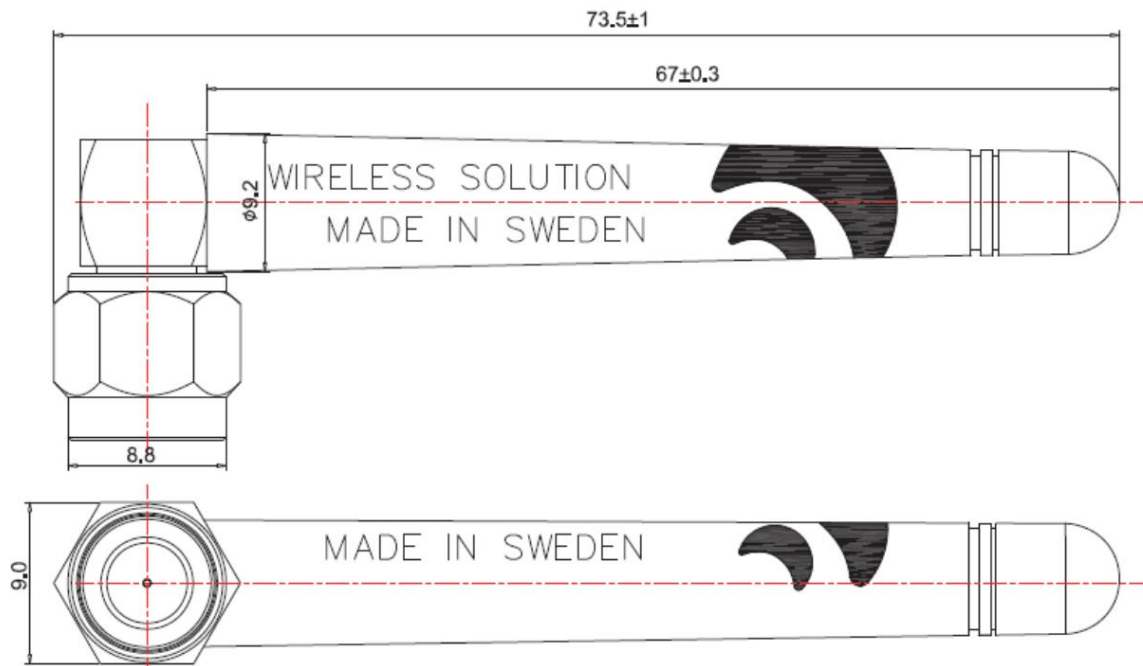 73.5±1
67±0.3
ϕ9.2
WIRELESS SOLUTION
MADE IN SWEDEN
8.8
9.0
MADE IN SWEDEN